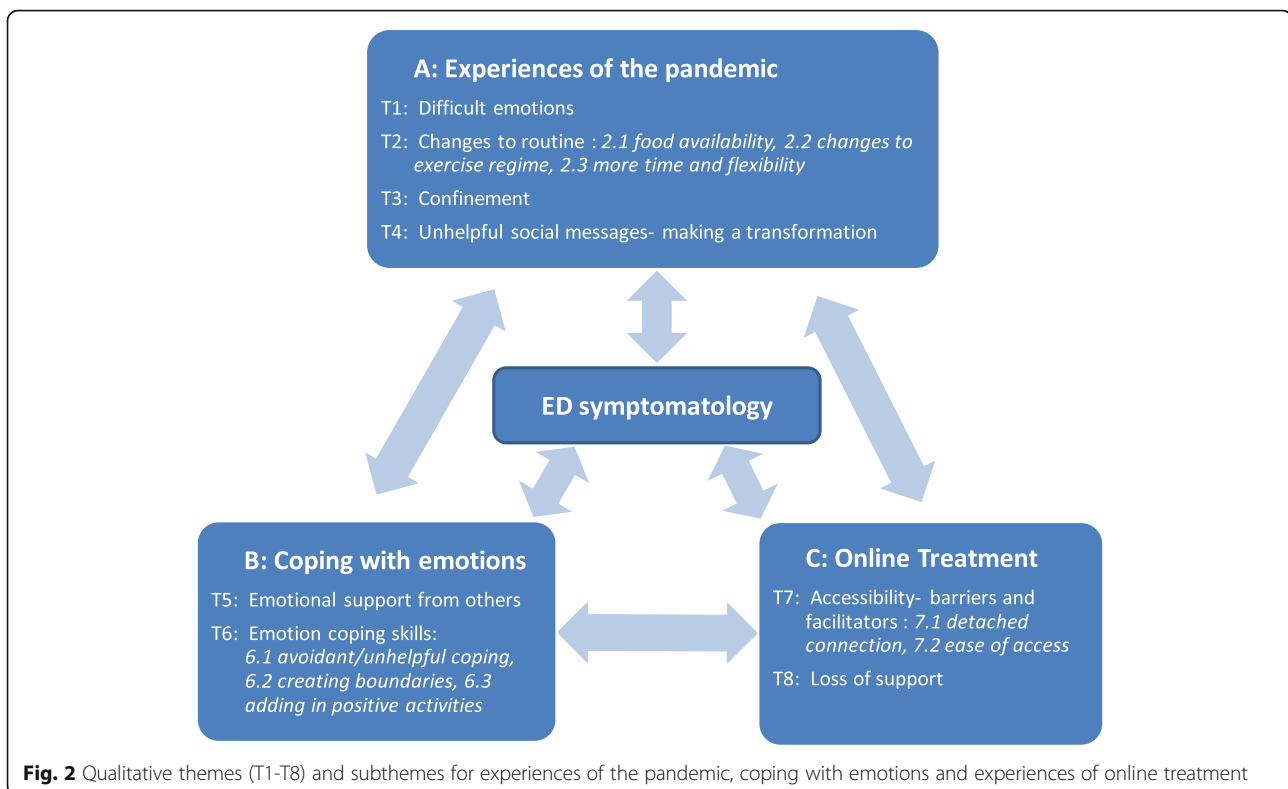 A: Experiences of the pandemic
T1: Difficult emotions
T2: Changes to routine : 2.1 food availability, 2.2 changes to
exercise regime, 2.3 more time and flexibility
T3: Confinement
T4: Unhelpful social messages- making a transformation
ED symptomatology
B: Coping with emotions
T5: Emotional support from others
T6: Emotion coping skills:
6.1 avoidant/unhelpful coping,
6.2 creating boundaries, 6.3
adding in positive activities
C: Online Treatment
T7: Accessibility- barriers and
facilitators : 7.1 detached
connection, 7.2 ease of access
T8: Loss of support
Fig. 2 Qualitative themes (T1-T8) and subthemes for experiences of the pandemic, coping with emotions and experiences of online treatment